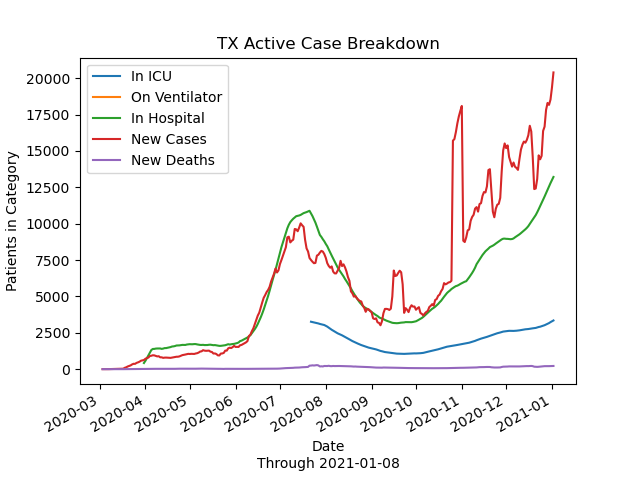 TX Active Case Breakdown
In ICU
On Ventilator
In Hospital
New Cases
New Deaths
Patients in Category
20000
17500
15000
12500
10000
7500
5000
2500
0
2020-03
2020-04
2020-05
2020-06
2020-07
2020-08
2020-09
2020-10
2020-11
2020-12
2021-01
Date
Through 2021-01-08